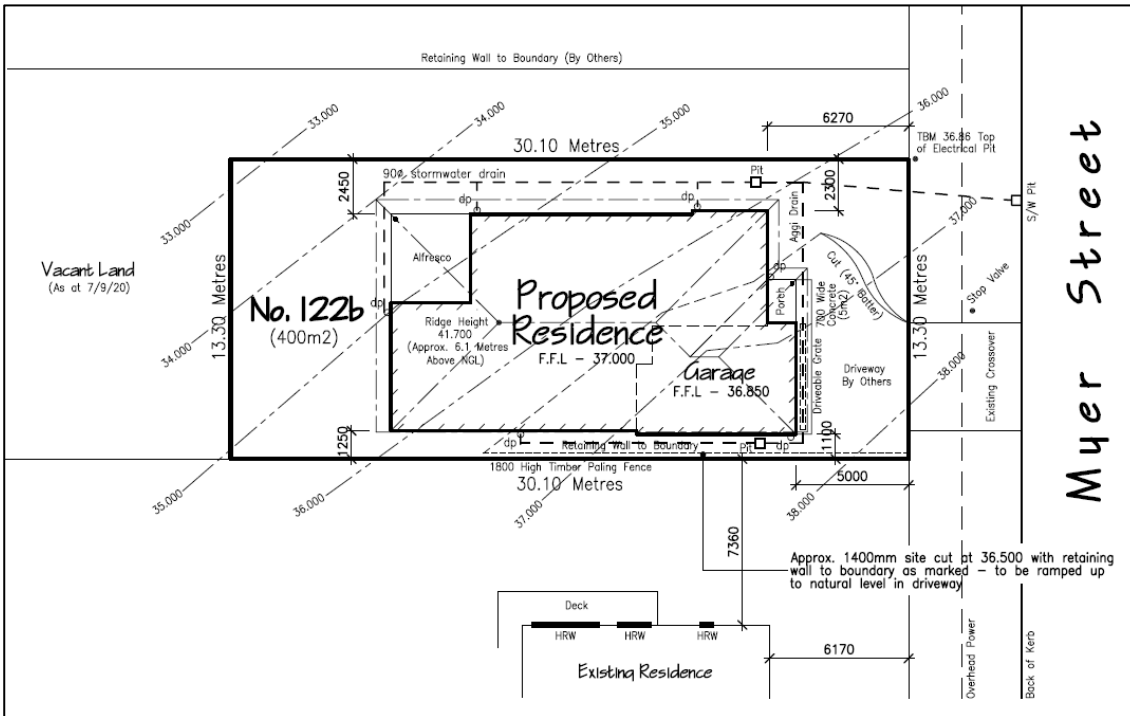 Retaining Wall to Boundary (By Others)
33.000
34.000
35.000
36.000
6270
TBM 36.86 Top
of Electrical Pit
30.10 Metres
90ø stormwater drain
Pit
2450
2300
dp
dp
Aggi Drain
37.000
S/W Pit
33.000
Alfresco
Cut (45° Batter)
Stop Valve
Vacant Land
(As at 7/9/20)
13.30 Metres
No. 122b
(400m2)
dp
Proposed
Residence
F.F.L - 37.000
Ridge Height
41.700
(Approx. 6.1 Metres
Above NGL)
dp
Porch
700 Wide
Concrete
(5m2)
Driveable Grate
13.30 Metres
34.000
Garage
F.F.L - 36.850
Driveway
By Others
38.000
Existing Crossover
Myer Street
1250
dp
Retaining Wall to Boundary
Pit
dp
1100
1800 High Timber Paling Fence
30.10 Metres
5000
35.000
36.000
37.000
38.000
7360
Approx. 1400mm site cut at 36.500 with retaining
wall to boundary as marked – to be ramped up
to natural level in driveway
Deck
HRW
HRW
HRW
Existing Residence
6170
Overhead Power
Back of Kerb